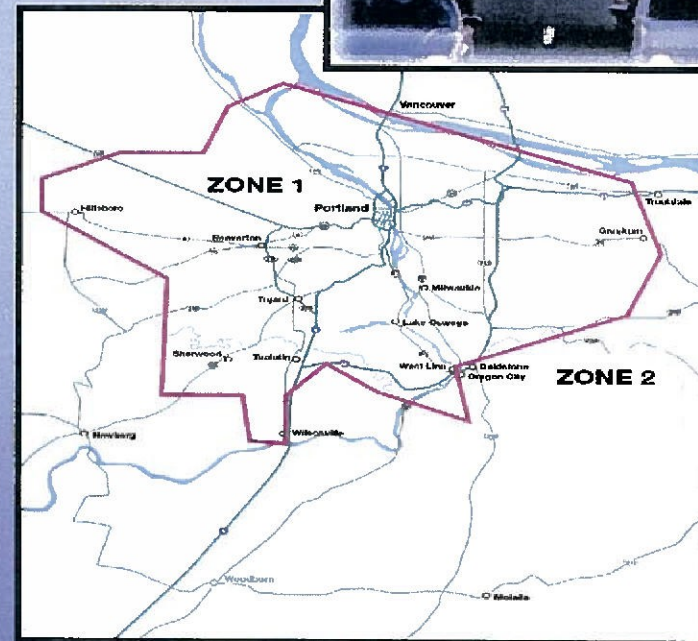 Vancouver
ZONE 1
Portland
Troutdale
Hillsboro
Gresham
Beaverton
Milwaukie
Tigard
Lake Oswego
Sherwood
Tualatin
West Linn
Gladstone
Oregon City
ZONE 2
Newberg
Wilsonville
Woodburn
Molalla